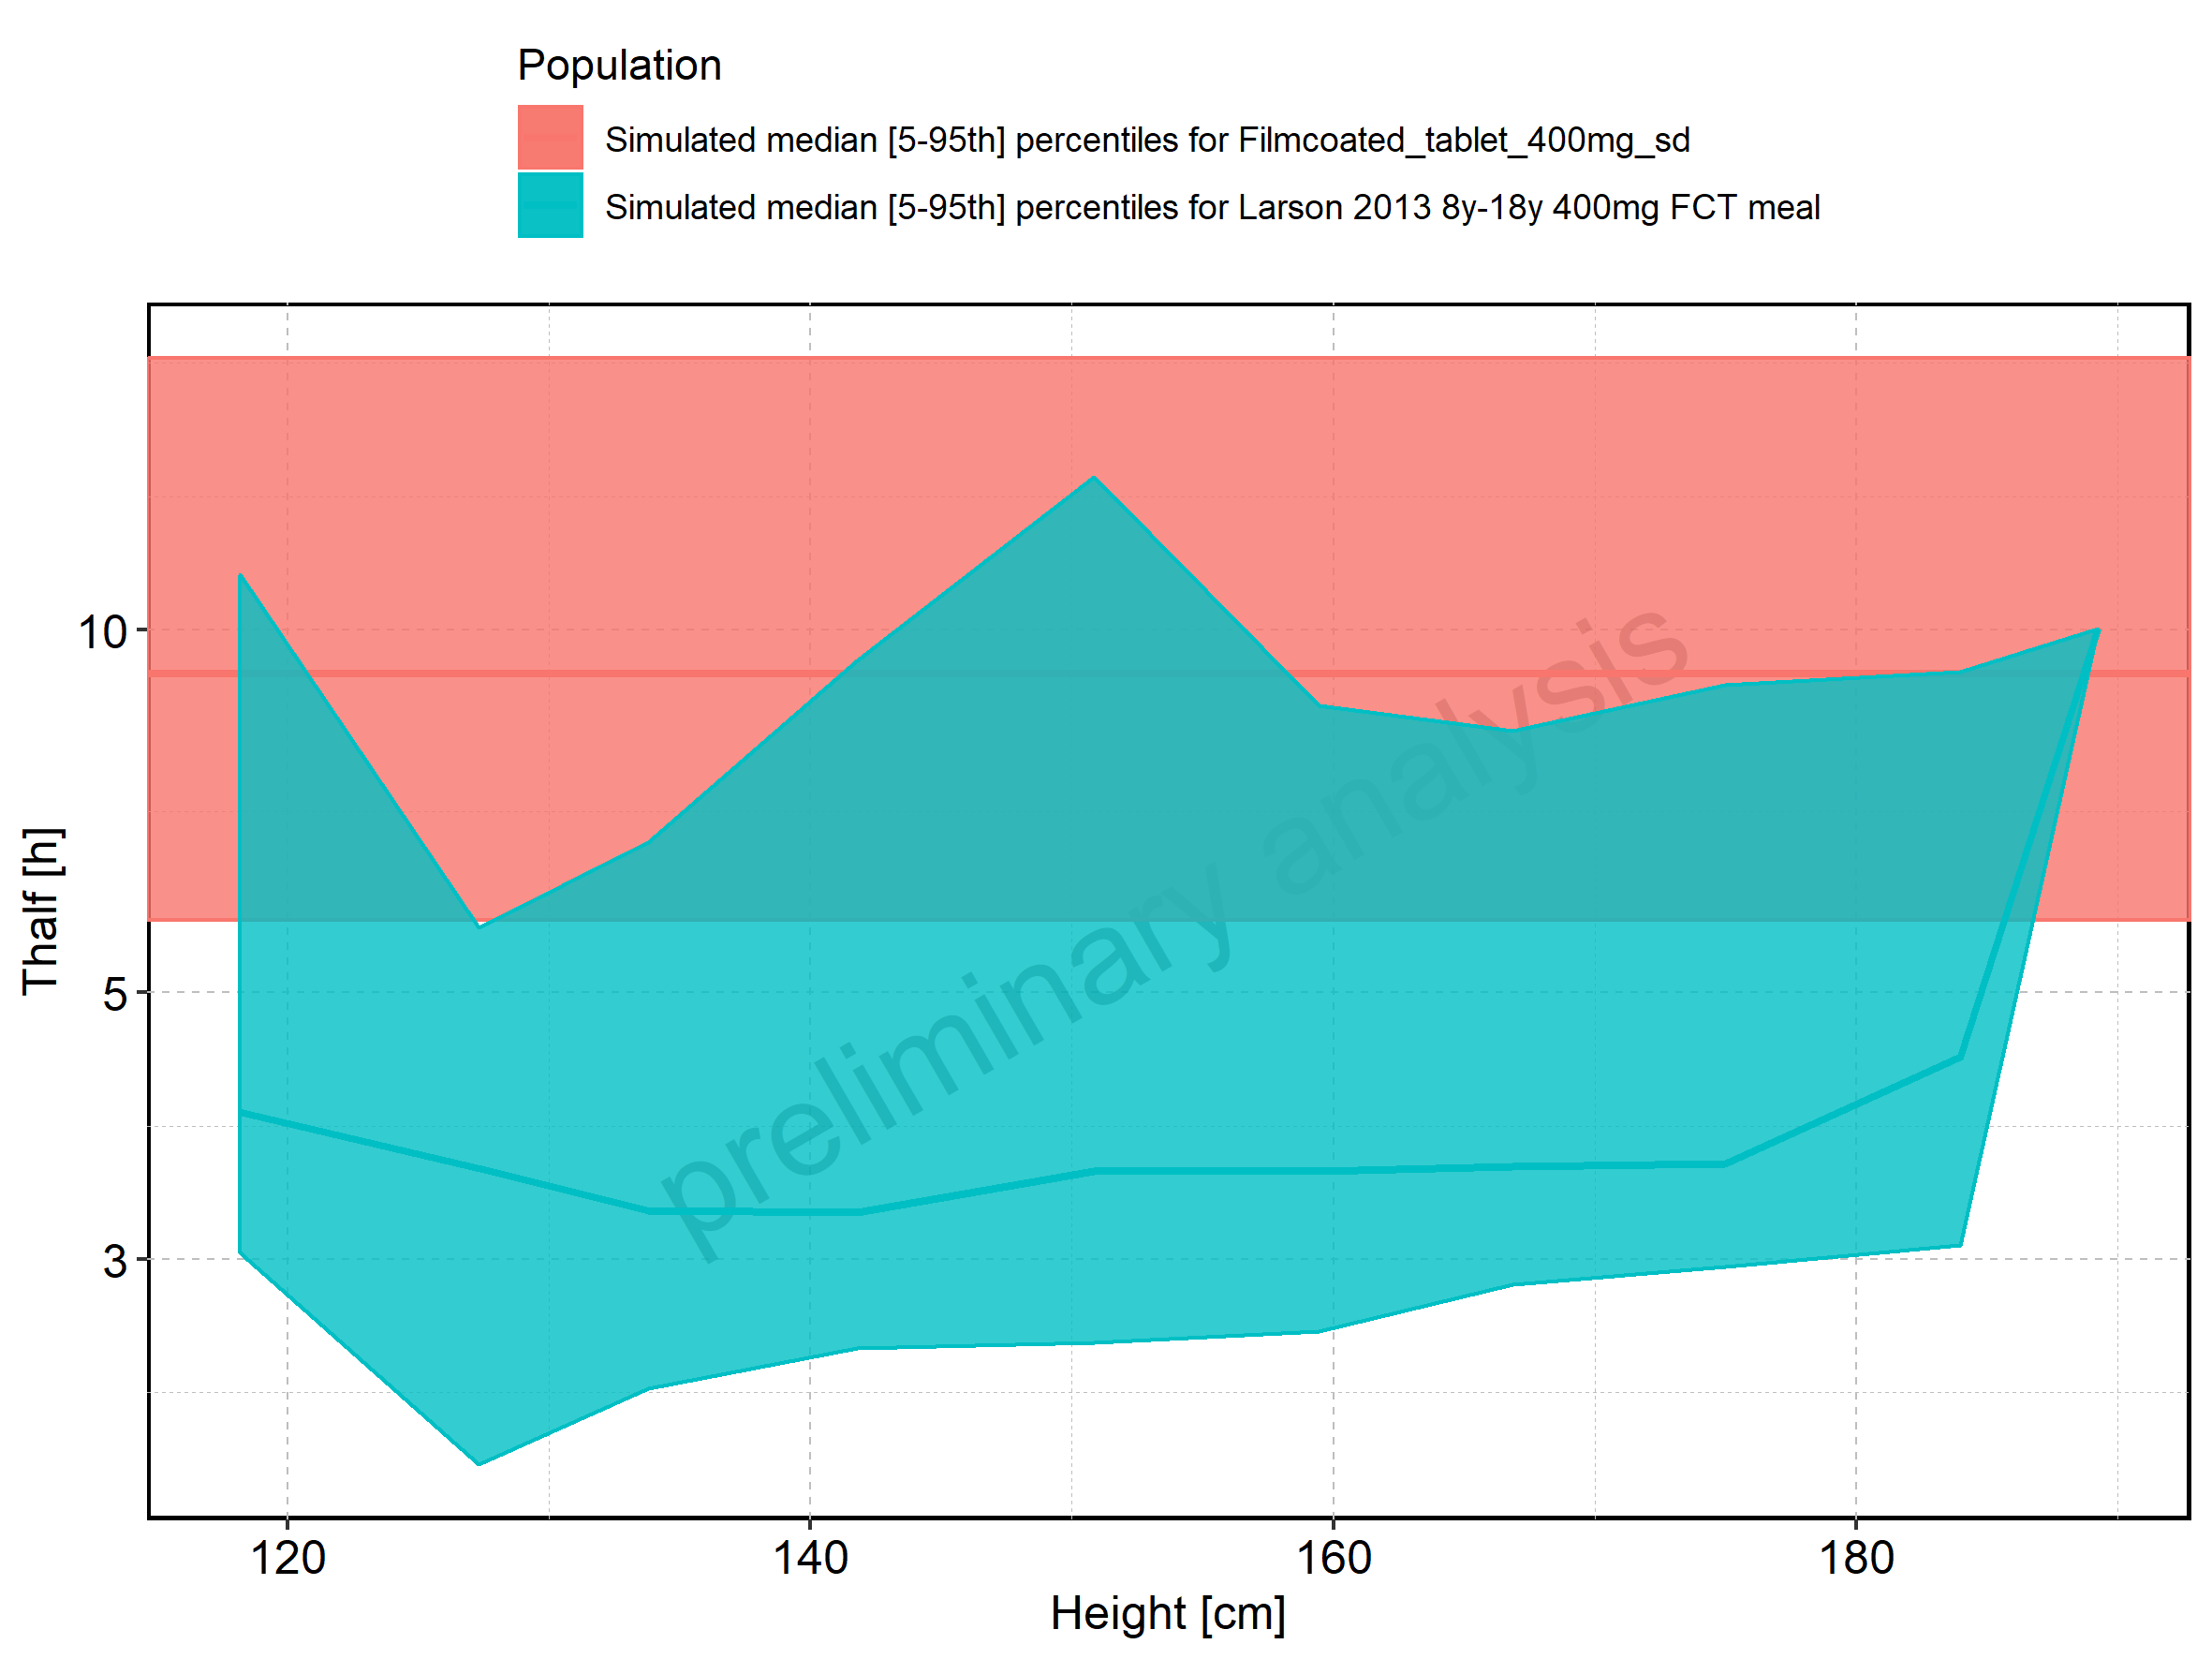 Population
Simulated median [5-95th] percentiles for Filmcoated_tablet_400mg_sd
Simulated median [5-95th] percentiles for Larson 2013 8y-18y 400mg FCT meal
10
5
3
Thalf [h]
preliminary analysis
120 140 160 180
Height [cm]